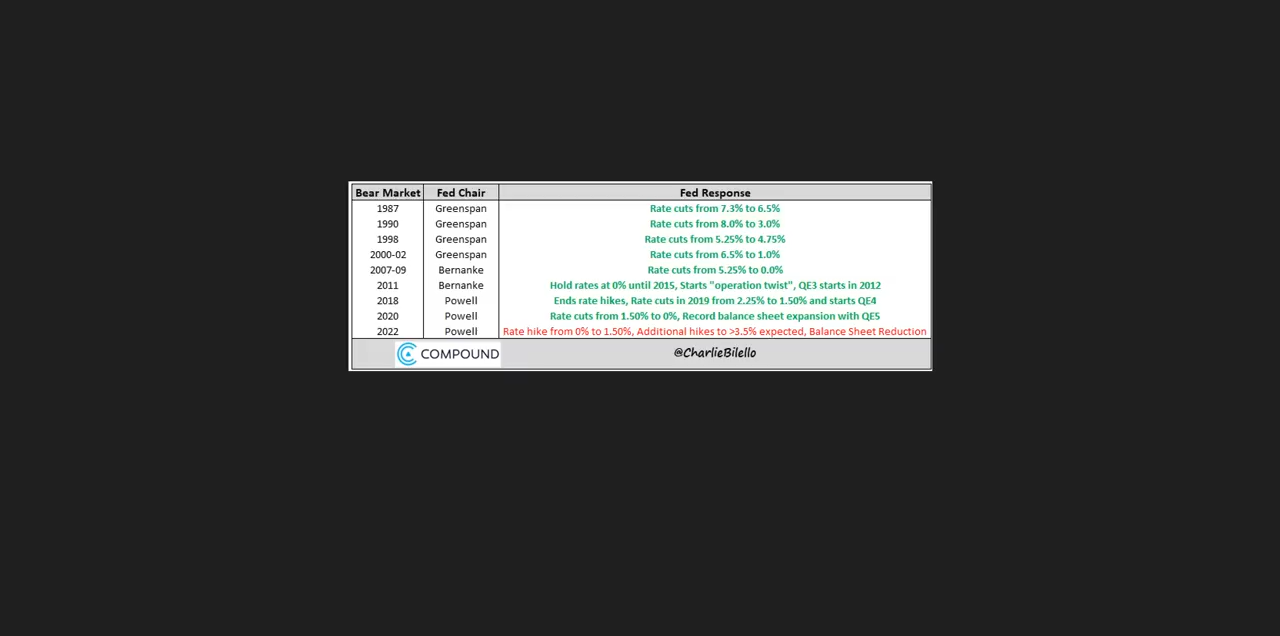 Bear Market Fed Chair Fed Response
1987 Greenspan Rate cuts from 7.3% to 6.5%
1990 Greenspan Rate cuts from 8.0% to 3.0%
1998 Greenspan Rate cuts from 5.25% to 4.75%
2000-02 Greenspan Rate cuts from 6.5% to 1.0%
2007-09 Bernanke Rate cuts from 5.25% to 0.0%
2011 Bernanke Hold rates at 0% until 2015, Starts "operation twist", QE3 starts in 2012
2018 Powell Ends rate hikes, Rate cuts in 2019 from 2.25% to 1.50% and starts QE4
2020 Powell Rate cuts from 1.50% to 0%, Record balance sheet expansion with QE5
2022 Powell Rate hike from 0% to 1.50%, Additional hikes to >3.5% expected, Balance Sheet Reduction
COMPOUND @CharlieBilello